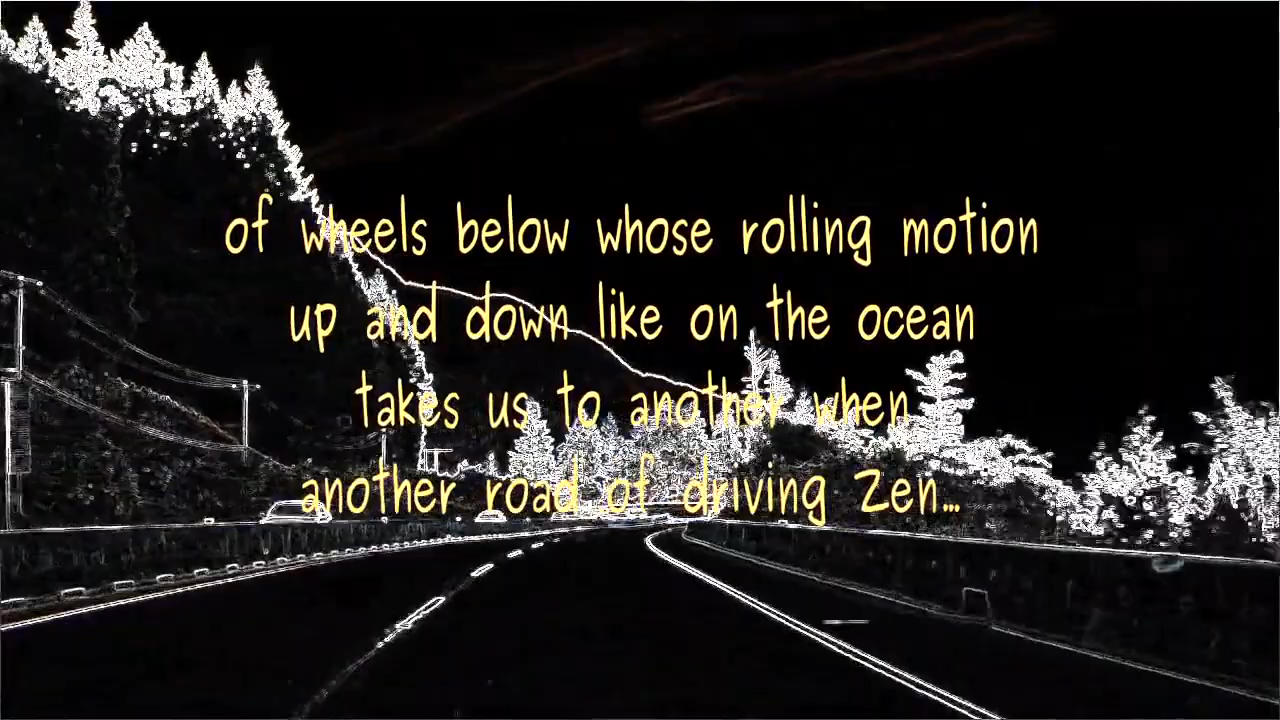 of wheels below whose rolling motion
up and down like on the ocean
takes us to another when
another road of driving Zen...